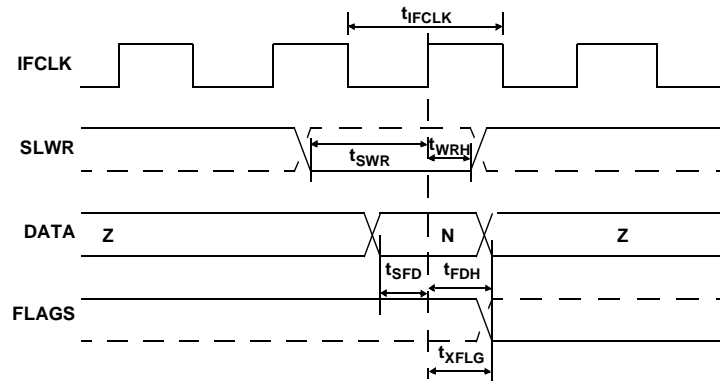 tIFCLK
IFCLK
SLWR
tSWR
tWRH
DATA
Z
N
Z
tSFD
tFDH
FLAGS
tXFLG